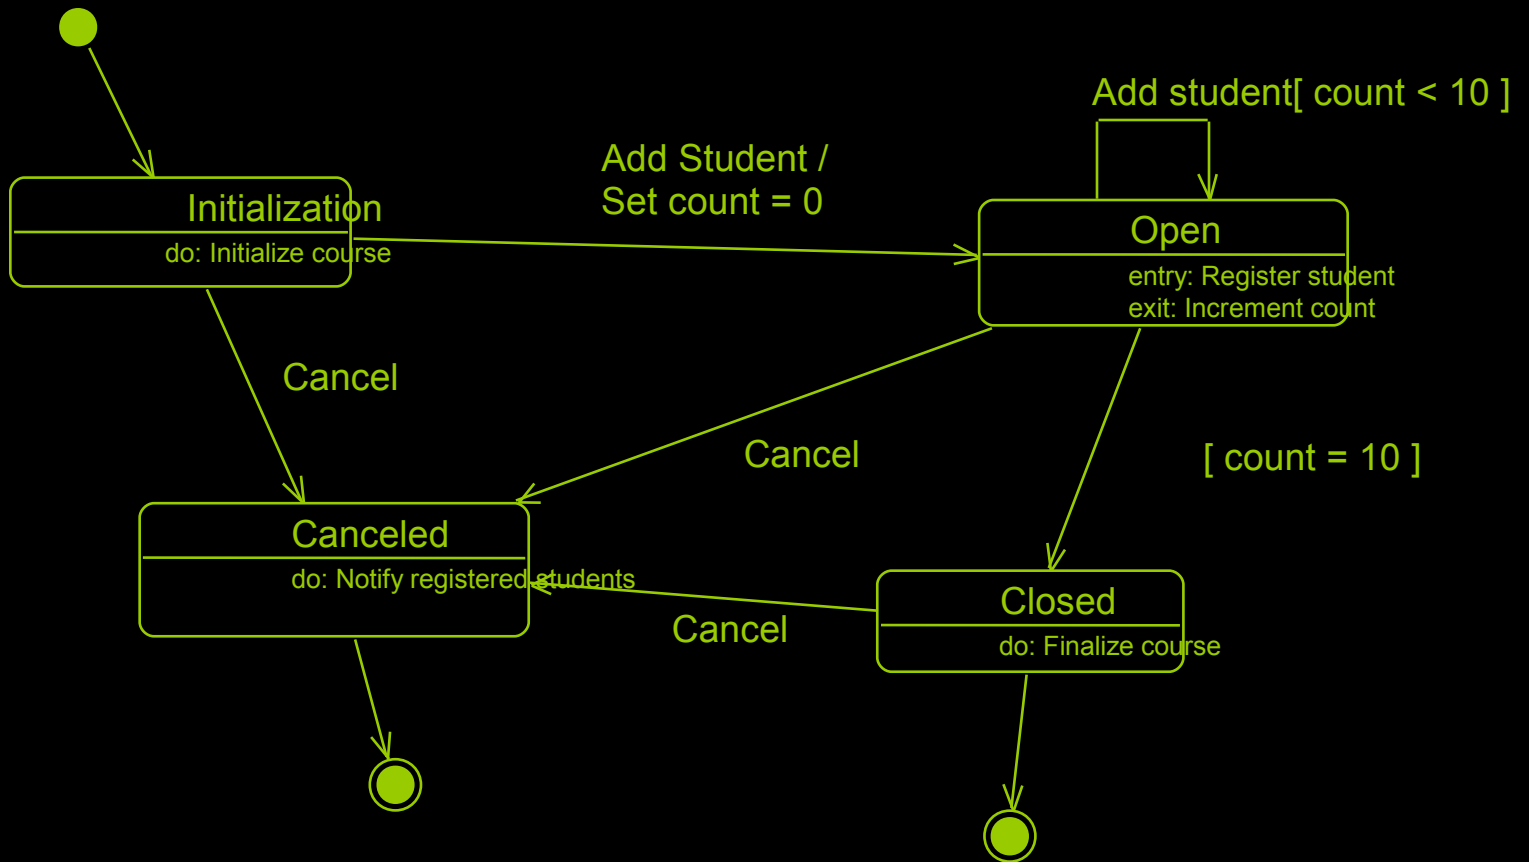 Add student[ count < 10 ]
Add Student /
Set count = 0
Initialization
do: Initialize course
Open
entry: Register student
exit: Increment count
Cancel
Cancel
[ count = 10 ]
Canceled
do: Notify registered students
Cancel
Closed
do: Finalize course